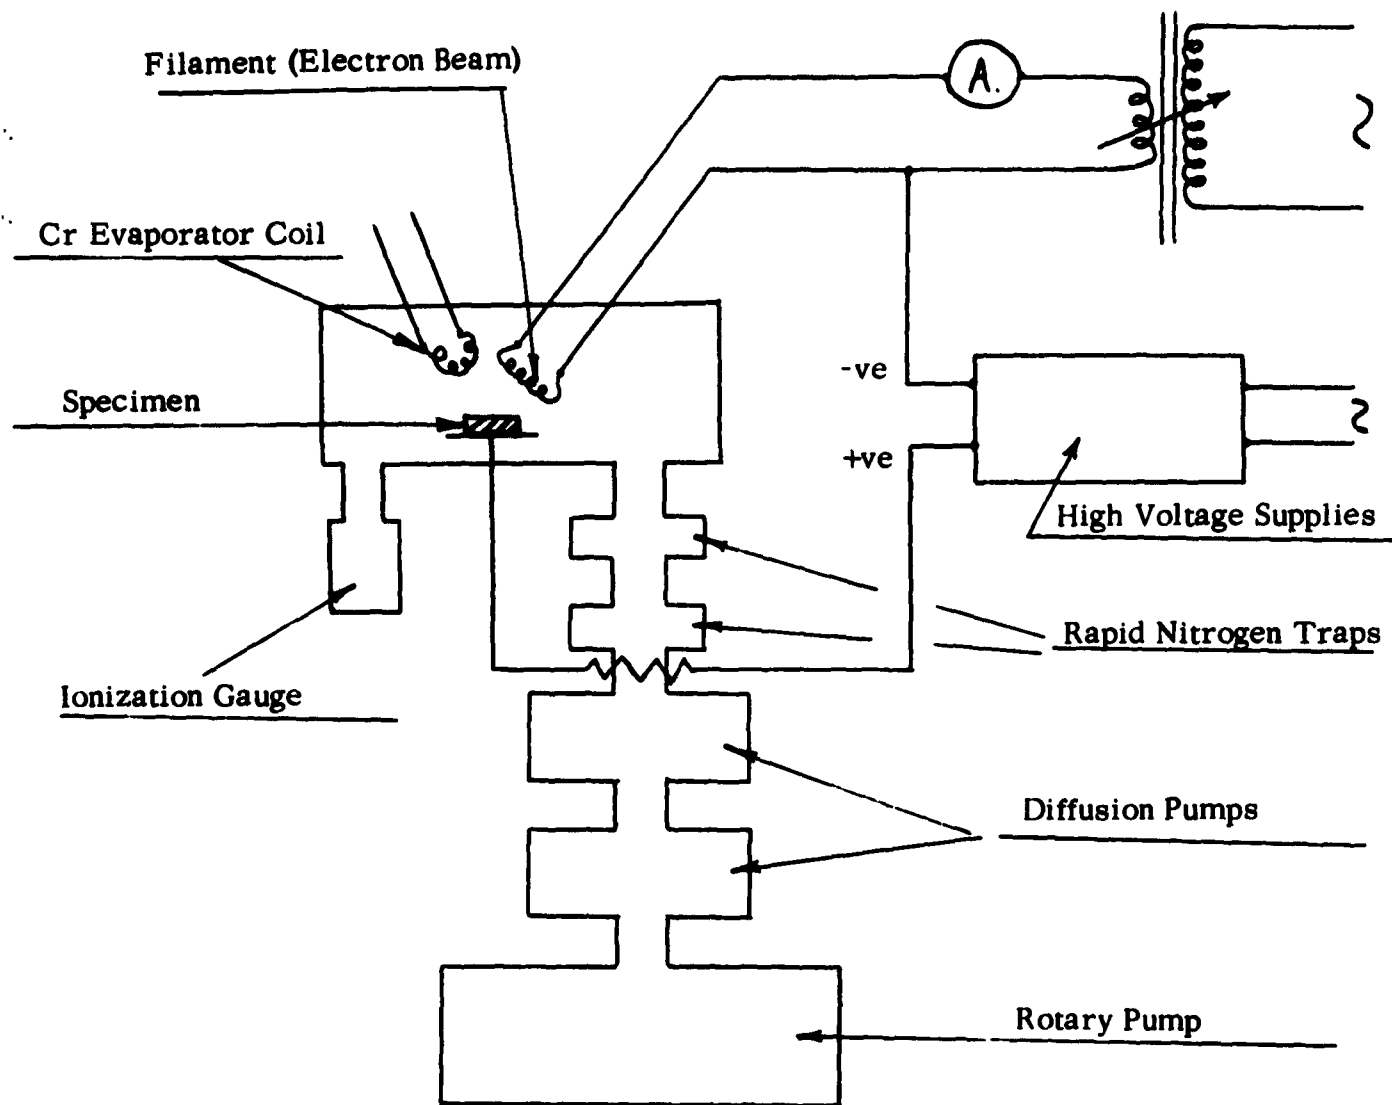 Filament (Electron Beam)
A.
Cr Evaporator Coil
-ve
Specimen
+ve
High Voltage Supplies
Rapid Nitrogen Traps
Ionization Gauge
Diffusion Pumps
Rotary Pump